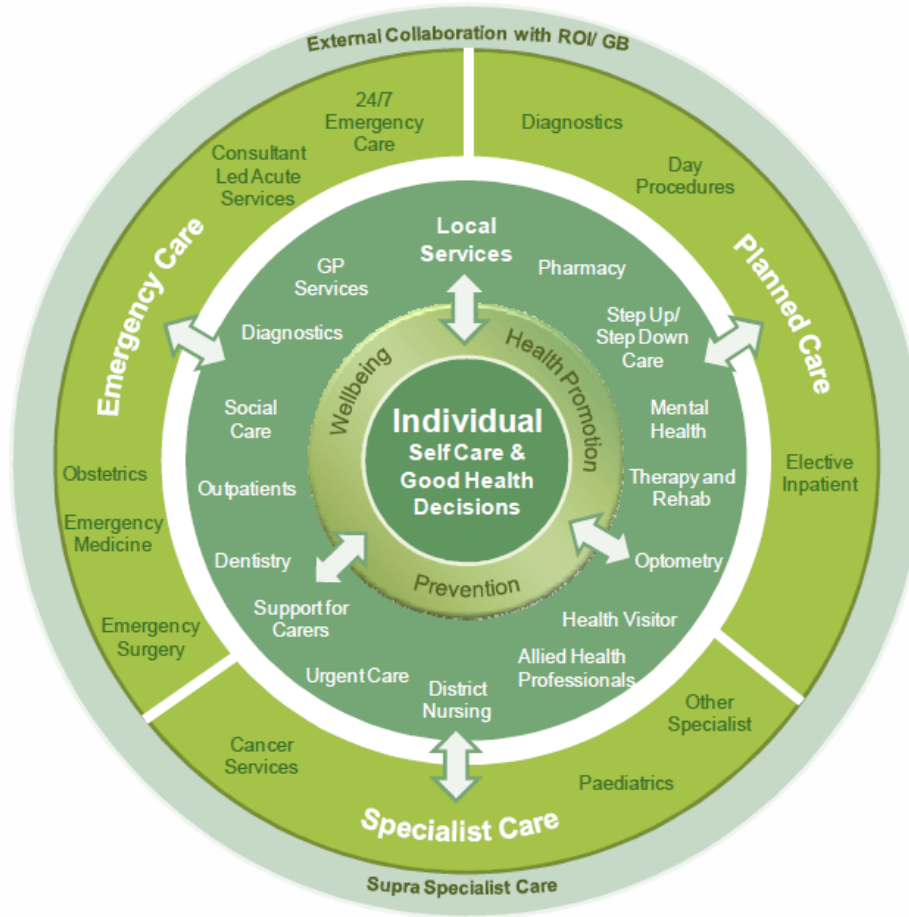 External Collaboration with ROI/ GB
24/7
Emergency
Care
Consultant
Led Acute
Services
Emergency Care
Obstetrics
Emergency
Medicine
Emergency
Surgery
Diagnostics
Day
Procedures
Planned Care
Elective
Inpatient
Local
Services
GP
Services
Pharmacy
Diagnostics
Step Up/
Step Down
Care
Social
Care
Mental
Health
Outpatients
Therapy and
Rehab
Dentistry
Optometry
Support for
Carers
Health Visitor
Urgent Care
Allied Health
Professionals
District
Nursing
Wellbeing
Health Promotion
Prevention
Individual
Self Care &
Good Health
Decisions
Cancer
Services
Other
Specialist
Paediatrics
Specialist Care
Supra Specialist Care